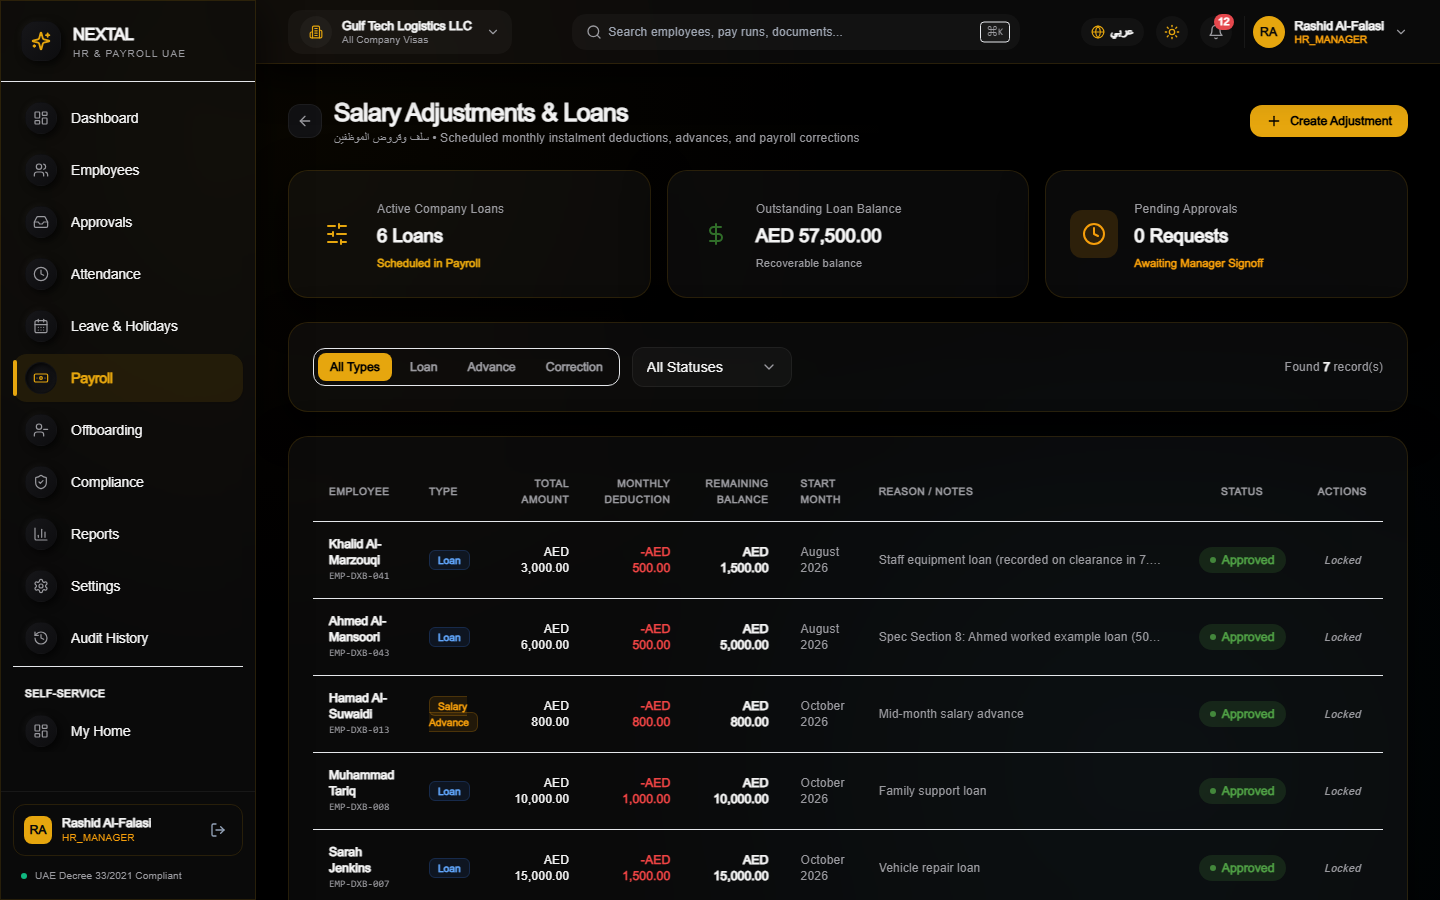 NEXTAL
HR & PAYROLL UAE
Dashboard
Employees
Approvals
Attendance
Leave & Holidays
Payroll
Offboarding
Compliance
Reports
Settings
Audit History
SELF-SERVICE
My Home
RA
Rashid Al-Falasi
HR_MANAGER
UAE Decree 33/2021 Compliant
Gulf Tech Logistics LLC
All Company Visas
Search employees, pay runs, documents...
⌘K
عربي
12
RA
Rashid Al-Falasi
HR_MANAGER
Salary Adjustments & Loans
سلف وقروض الموظفين • Scheduled monthly instalment deductions, advances, and payroll corrections
Create Adjustment
Active Company Loans
6 Loans
Scheduled in Payroll
Outstanding Loan Balance
AED 57,500.00
Recoverable balance
Pending Approvals
0 Requests
Awaiting Manager Signoff
All Types
Loan
Advance
Correction
All Statuses
Found 7 record(s)
EMPLOYEE
TYPE
TOTAL
AMOUNT
MONTHLY
DEDUCTION
REMAINING
BALANCE
START
MONTH
REASON / NOTES
STATUS
ACTIONS
Khalid Al-
Marzouqi
EMP-DXB-041
Loan
AED
3,000.00
-AED
500.00
AED
1,500.00
August
2026
Staff equipment loan (recorded on clearance in 7....
Approved
Locked
Ahmed Al-
Mansoori
EMP-DXB-043
Loan
AED
6,000.00
-AED
500.00
AED
5,000.00
August
2026
Spec Section 8: Ahmed worked example loan (50...
Approved
Locked
Hamad Al-
Suwaidi
EMP-DXB-013
Salary
Advance
AED
800.00
-AED
800.00
AED
800.00
October
2026
Mid-month salary advance
Approved
Locked
Muhammad
Tariq
EMP-DXB-008
Loan
AED
10,000.00
-AED
1,000.00
AED
10,000.00
October
2026
Family support loan
Approved
Locked
Sarah
Jenkins
EMP-DXB-007
Loan
AED
15,000.00
-AED
1,500.00
AED
15,000.00
October
2026
Vehicle repair loan
Approved
Locked